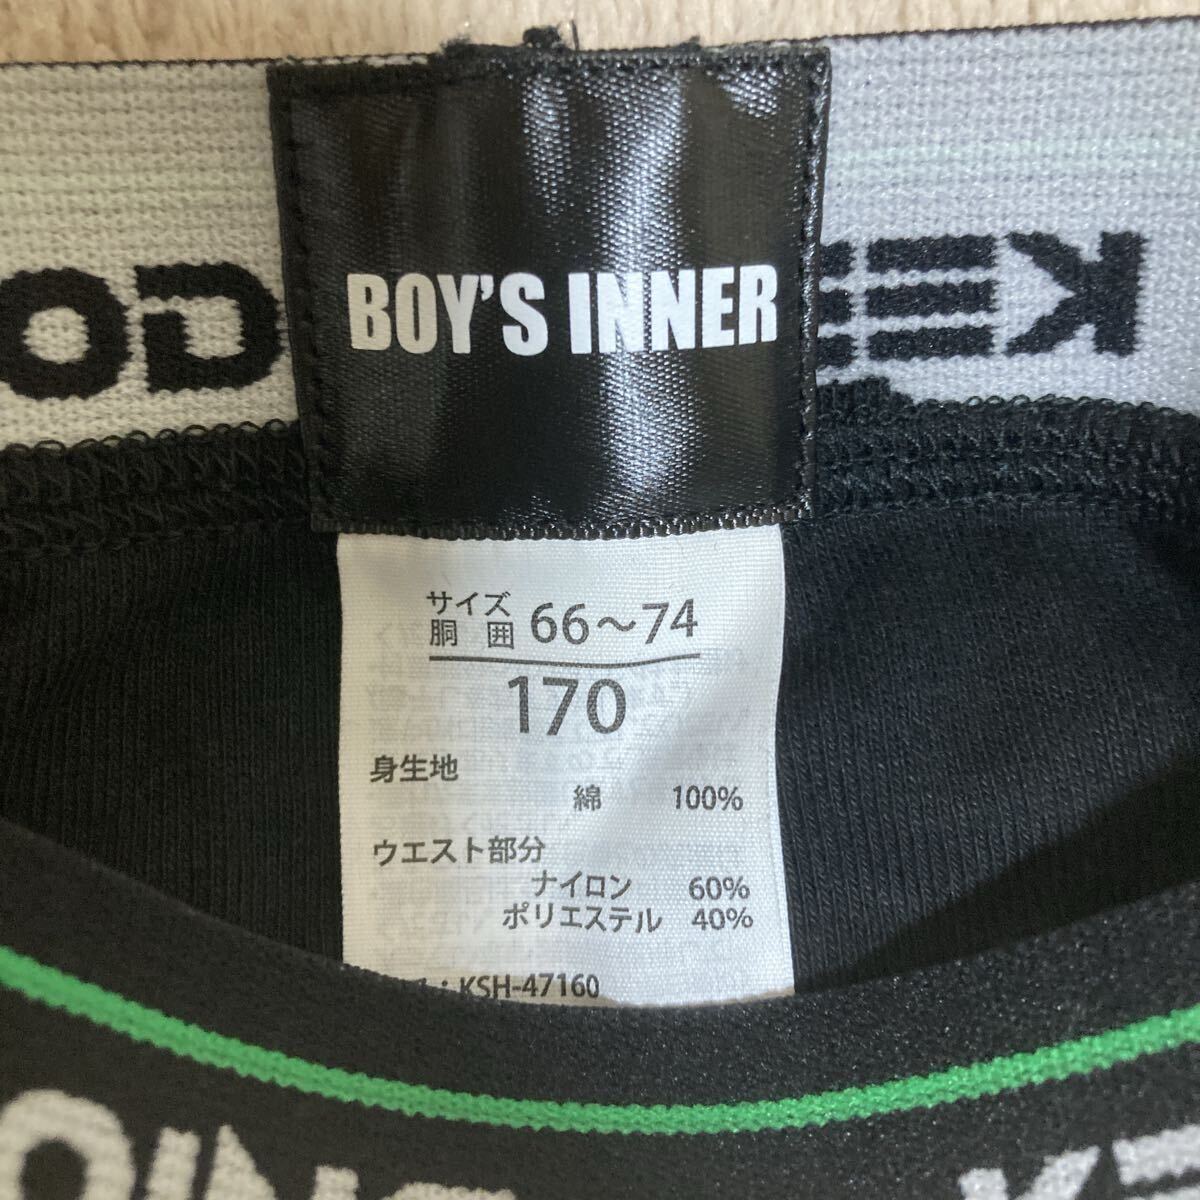 BOY'S INNER
サイズ
胴 囲 66～74
170
身生地
綿 100%
ウエスト部分
ナイロン 60%
ポリエステル 40%
: KSH-47160